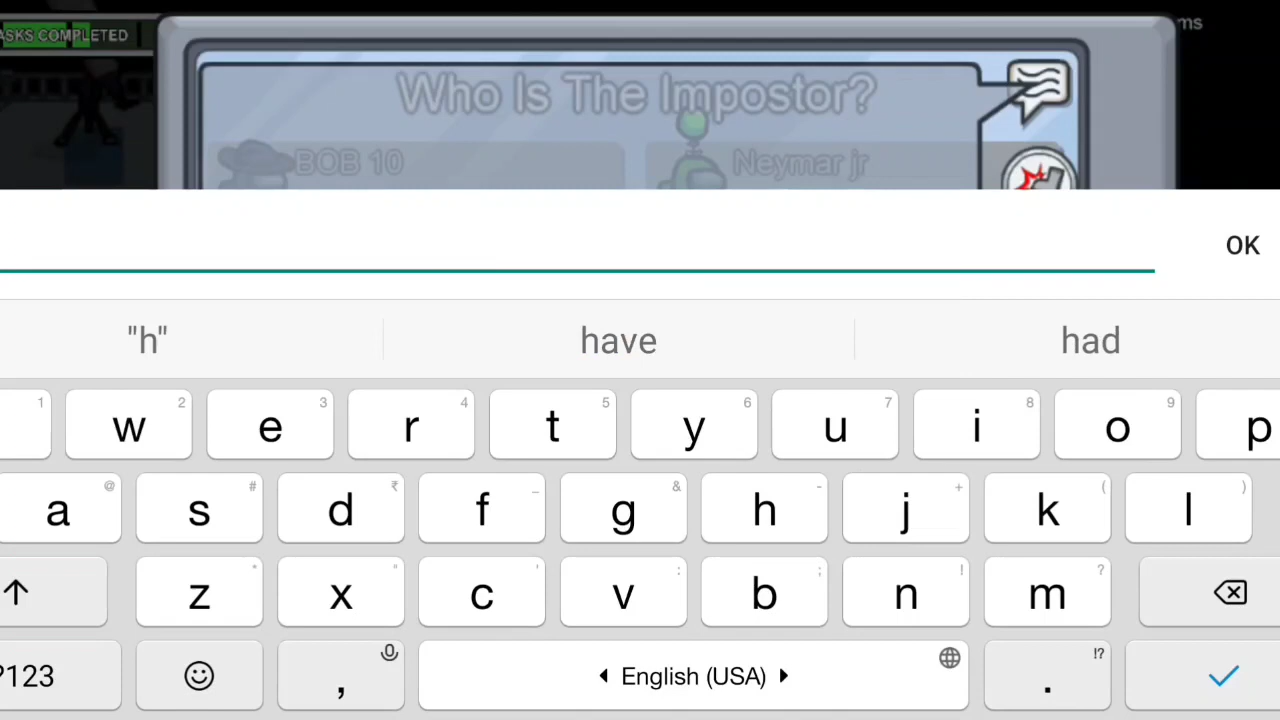 ASKS COMPLETED
ms
Who Is The Impostor?
BOB 10
Neymar jr
OK
"h" have had
1 w 2 e 3 r 4 t 5 y 6 u 7 i 8 o 9 p
a @ s # d ₹ f _ g & h - j + k ( l )
z * x " c ' v : b ; n ! m ?
?123 , English (USA) . !?